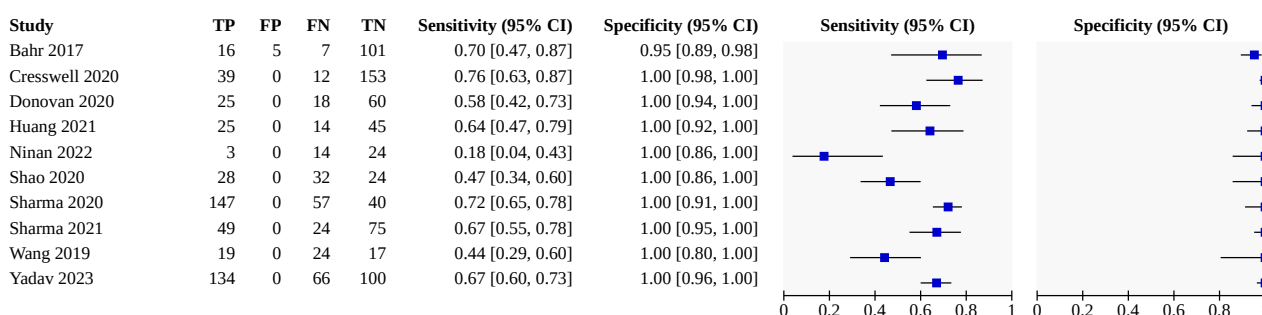 Study TP FP FN TN Sensitivity (95% CI) Specificity (95% CI) Sensitivity (95% CI) Specificity (95% CI)
Bahr 2017 16 5 7 101 0.70 [0.47, 0.87] 0.95 [0.89, 0.98]
Cresswell 2020 39 0 12 153 0.76 [0.63, 0.87] 1.00 [0.98, 1.00]
Donovan 2020 25 0 18 60 0.58 [0.42, 0.73] 1.00 [0.94, 1.00]
Huang 2021 25 0 14 45 0.64 [0.47, 0.79] 1.00 [0.92, 1.00]
Ninan 2022 3 0 14 24 0.18 [0.04, 0.43] 1.00 [0.86, 1.00]
Shao 2020 28 0 32 24 0.47 [0.34, 0.60] 1.00 [0.86, 1.00]
Sharma 2020 147 0 57 40 0.72 [0.65, 0.78] 1.00 [0.91, 1.00]
Sharma 2021 49 0 24 75 0.67 [0.55, 0.78] 1.00 [0.95, 1.00]
Wang 2019 19 0 24 17 0.44 [0.29, 0.60] 1.00 [0.80, 1.00]
Yadav 2023 134 0 66 100 0.67 [0.60, 0.73] 1.00 [0.96, 1.00]
0 0.2 0.4 0.6 0.8 1 0 0.2 0.4 0.6 0.8